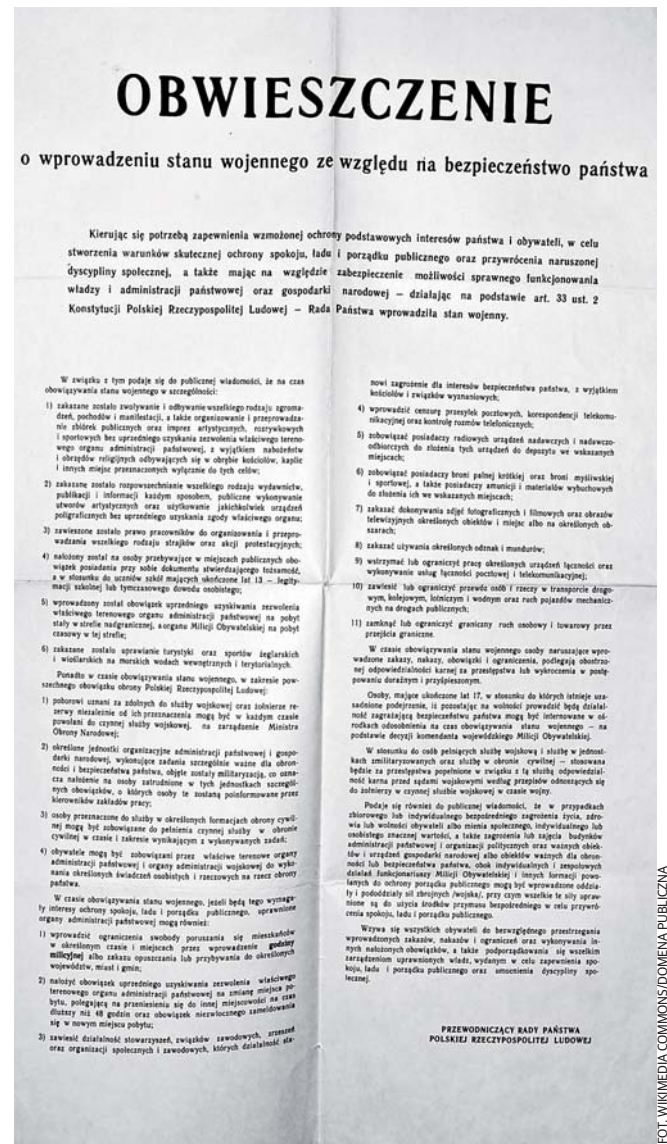 OBWIESZCZENIE
o wprowadzeniu stanu wojennego ze względu na bezpieczeństwo państwa
Kierując się potrzebą zapewnienia wzmożonej ochrony podstawowych interesów państwa i obywateli, w celu
stworzenia warunków skutecznej ochrony spokoju, ładu i porządku publicznego oraz przywrócenia naruszonej
dyscypliny społecznej, a także mając na względzie zabezpieczenie możliwości sprawnego funkcjonowania
władzy i administracji państwowej oraz gospodarki narodowej – działając na podstawie art. 33 ust. 2
Konstytucji Polskiej Rzeczypospolitej Ludowej – Rada Państwa wprowadziła stan wojenny.
W związku z tym podaje się do publicznej wiadomości, że na czas
obowiązywania stanu wojennego w szczególności:
1) zakazane zostało zwoływanie i odbywanie wszelkiego rodzaju zgroma-
dzeń, pochodów i manifestacji, a także organizowanie i przeprowadza-
nie zbiórek publicznych oraz imprez artystycznych, rozrywkowych
i sportowych bez uprzedniego uzyskania zezwolenia właściwego tereno-
wego organu administracji państwowej, z wyjątkiem nabożeństw
i obrzędów religijnych odbywających się w obrębie kościołów, kaplic
i innych miejsc przeznaczonych wyłącznie do tych celów;
2) zakazane zostało rozpowszechnianie wszelkiego rodzaju wydawnictw,
publikacji i informacji każdym sposobem, publiczne wykonywanie
utworów artystycznych oraz użytkowanie jakichkolwiek urządzeń
poligraficznych bez uprzedniego uzyskania zgody właściwego organu;
3) zawieszone zostało prawo pracowników do organizowania i przepro-
wadzania wszelkiego rodzaju strajków oraz akcji protestacyjnych;
4) nałożony został na osoby przebywające w miejscach publicznych obo-
wiązek posiadania przy sobie dokumentu stwierdzającego tożsamość,
a w stosunku do uczniów szkół mających ukończone lat 13 – legity-
macji szkolnej lub tymczasowego dowodu osobistego;
5) wprowadzony został obowiązek uprzedniego uzyskiwania zezwolenia
właściwego terenowego organu administracji państwowej na pobyt
stały w strefie nadgranicznej, a organu Milicji Obywatelskiej na pobyt
czasowy w tej strefie;
6) zakazane zostało uprawianie turystyki oraz sportów żeglarskich
i wioślarskich na morskich wodach wewnętrznych i terytorialnych.
Ponadto w czasie obowiązywania stanu wojennego, w zakresie pow-
szechnego obowiązku obrony Polskiej Rzeczypospolitej Ludowej:
1) poborowi uznani za zdolnych do służby wojskowej oraz żołnierze re-
zerwy niezależnie od ich przeznaczenia mogą być w każdym czasie
powołani do czynnej służby wojskowej, na zarządzenie Ministra
Obrony Narodowej;
2) określone jednostki organizacyjne administracji państwowej i gospo-
darki narodowej, wykonujące zadania szczególnie ważne dla obron-
ności i bezpieczeństwa państwa, objęte zostały militaryzacją, co ozna-
cza nałożenie na osoby zatrudnione w tych jednostkach szczegól-
nych obowiązków, o których osoby te zostaną poinformowane przez
kierowników zakładów pracy;
3) osoby przeznaczone do służby w określonych formacjach obrony cywil-
nej mogą być zobowiązane do pełnienia czynnej służby w obronie
cywilnej w czasie i zakresie wynikającym z wykonywanych zadań;
4) obywatele mogą być zobowiązani przez właściwe terenowe organy
administracji państwowej i organy administracji wojskowej do wyko-
nania określonych świadczeń osobistych i rzeczowych na rzecz obrony
państwa.
W czasie obowiązywania stanu wojennego, jeżeli będą tego wymaga-
ły interesy ochrony spokoju, ładu i porządku publicznego, uprawnione
organy administracji państwowej mogą również:
1) wprowadzić ograniczenia swobody poruszania się mieszkańców
w określonym czasie i miejscach przez wprowadzenie godziny
milicyjnej albo zakazu opuszczania lub przybywania do określonych
województw, miast i gmin;
2) nałożyć obowiązek uprzedniego uzyskiwania zezwolenia właściwego
terenowego organu administracji państwowej na zmianę miejsca po-
bytu, polegającą na przeniesieniu się do innej miejscowości na czas
dłuższy niż 48 godzin oraz obowiązek niezwłocznego zameldowania
się w nowym miejscu pobytu;
3) zawiesić działalność stowarzyszeń, związków zawodowych, zrzeszeń
oraz organizacji społecznych i zawodowych, których działalność sta-
nowi zagrożenie dla interesów bezpieczeństwa państwa, z wyjątkiem
kościołów i związków wyznaniowych;
4) wprowadzić cenzurę przesyłek pocztowych, korespondencji telekomu-
nikacyjnej oraz kontrolę rozmów telefonicznych;
5) zobowiązać posiadaczy radiowych urządzeń nadawczych i nadawczo-
odbiorczych do złożenia tych urządzeń do depozytu we wskazanych
miejscach;
6) zobowiązać posiadaczy broni palnej krótkiej oraz broni myśliwskiej
i sportowej, a także posiadaczy amunicji i materiałów wybuchowych
do złożenia ich we wskazanych miejscach;
7) zakazać dokonywania zdjęć fotograficznych i filmowych oraz obrazów
telewizyjnych określonych obiektów i miejsc albo na określonych ob-
szarach;
8) zakazać używania określonych odznak i mundurów;
9) wstrzymać lub ograniczyć pracę określonych urządzeń łączności oraz
wykonywanie usług łączności pocztowej i telekomunikacyjnej;
10) zawiesić lub ograniczyć przewóz osób i rzeczy w transporcie drogo-
wym, kolejowym, lotniczym i wodnym oraz ruch pojazdów mechanicz-
nych na drogach publicznych;
11) zamknąć lub ograniczyć graniczny ruch osobowy i towarowy przez
przejścia graniczne.
W czasie obowiązywania stanu wojennego osoby naruszające wpro-
wadzone zakazy, nakazy, obowiązki i ograniczenia, podlegają obostrzo-
nej odpowiedzialności karnej za przestępstwa lub wykroczenia w postę-
powaniu doraźnym i przyśpieszonym.
Osoby, mające ukończone lat 17, w stosunku do których istnieje uza-
sadnione podejrzenie, iż pozostając na wolności prowadzić będą działal-
ność zagrażającą bezpieczeństwu państwa mogą być internowane w oś-
rodkach odosobnienia na czas obowiązywania stanu wojennego – na
podstawie decyzji komendanta wojewódzkiego Milicji Obywatelskiej.
W stosunku do osób pełniących służbę wojskową i służbę w jednost-
kach zmilitaryzowanych oraz służbę w obronie cywilnej – stosowana
będzie za przestępstwa popełnione w związku z tą służbą odpowiedzial-
ność karna przed sądami wojskowymi według przepisów odnoszących się
do żołnierzy w czynnej służbie wojskowej w czasie wojny.
Podaje się również do publicznej wiadomości, że w przypadkach
zbiorowego lub indywidualnego bezpośredniego zagrożenia życia, zdro-
wia lub wolności obywateli albo mienia społecznego, indywidualnego lub
osobistego znacznej wartości, a także zagrożenia lub zajęcia budynków
administracji państwowej i organizacji politycznych oraz ważnych obiek-
tów i urządzeń gospodarki narodowej albo obiektów ważnych dla obron-
ności lub bezpieczeństwa państwa, obok indywidualnych i zespołowych
działań funkcjonariuszy Milicji Obywatelskiej i innych formacji powo-
łanych do ochrony porządku publicznego mogą być wprowadzone oddzia-
ły i pododdziały sił zbrojnych /wojska/, przy czym wszelkie te siły upraw-
nione są do użycia środków przymusu bezpośredniego w celu przywró-
cenia spokoju, ładu i porządku publicznego.
Wzywa się wszystkich obywateli do bezwzględnego przestrzegania
wprowadzonych zakazów, nakazów i ograniczeń oraz wykonywania in-
nych nałożonych obowiązków, a także podporządkowania się wszelkim
zarządzeniom uprawnionych władz, wydanym w celu zapewnienia spo-
koju, ładu i porządku publicznego oraz umocnienia dyscypliny spo-
łecznej.
PRZEWODNICZĄCY RADY PAŃSTWA
POLSKIEJ RZECZYPOSPOLITEJ LUDOWEJ
FOT. WIKIMEDIA COMMONS/DOMENA PUBLICZNA